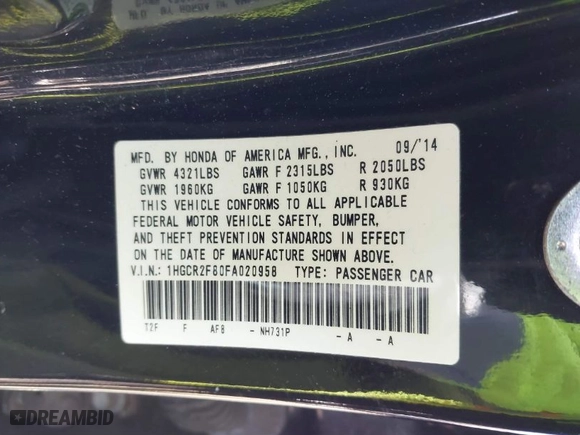 MFD. BY HONDA OF AMERICA MFG., INC. 09/'14
GVWR 4321LBS GAWR F 2315LBS R 2050LBS
GVWR 1960KG GAWR F 1050KG R 930KG
THIS VEHICLE CONFORMS TO ALL APPLICABLE
FEDERAL MOTOR VEHICLE SAFETY, BUMPER,
AND THEFT PREVENTION STANDARDS IN EFFECT
ON THE DATE OF MANUFACTURE SHOWN ABOVE.
V.I.N.: 1HGCR2F80FA020958 TYPE: PASSENGER CAR
T2F F AF8 - NH731P - A - A
DREAMBID